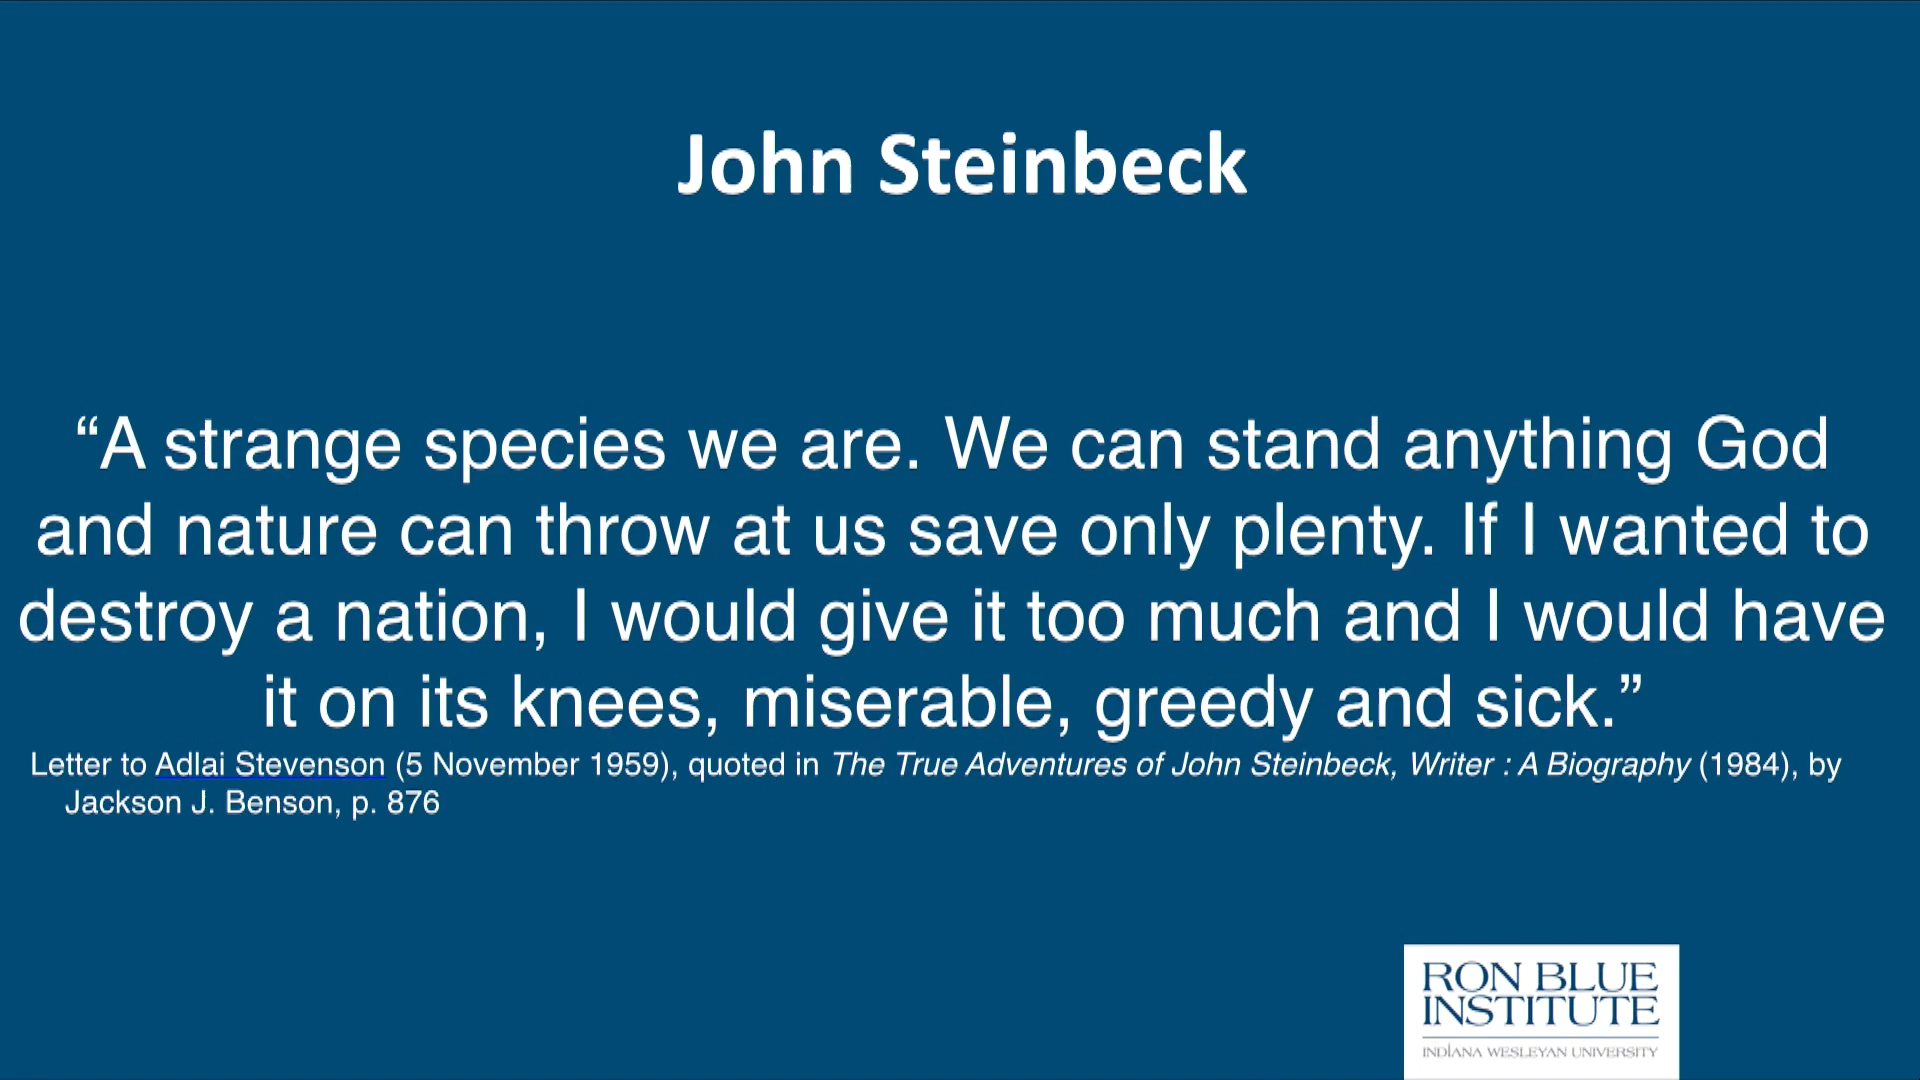 John Steinbeck
“A strange species we are. We can stand anything God
and nature can throw at us save only plenty. If I wanted to
destroy a nation, I would give it too much and I would have
it on its knees, miserable, greedy and sick.”
Letter to Adlai Stevenson (5 November 1959), quoted in The True Adventures of John Steinbeck, Writer : A Biography (1984), by
Jackson J. Benson, p. 876
RON BLUE
INSTITUTE
INDIANA WESLEYAN UNIVERSITY